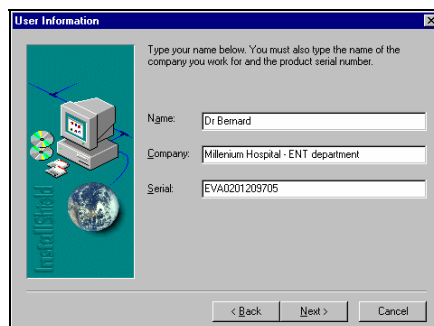 User Information
Type your name below. You must also type the name of the
company you work for and the product serial number.
Name: Dr Bernard
Company: Millenium Hospital - ENT department
Serial: EVA0201209705
InstallShield
< Back Next > Cancel